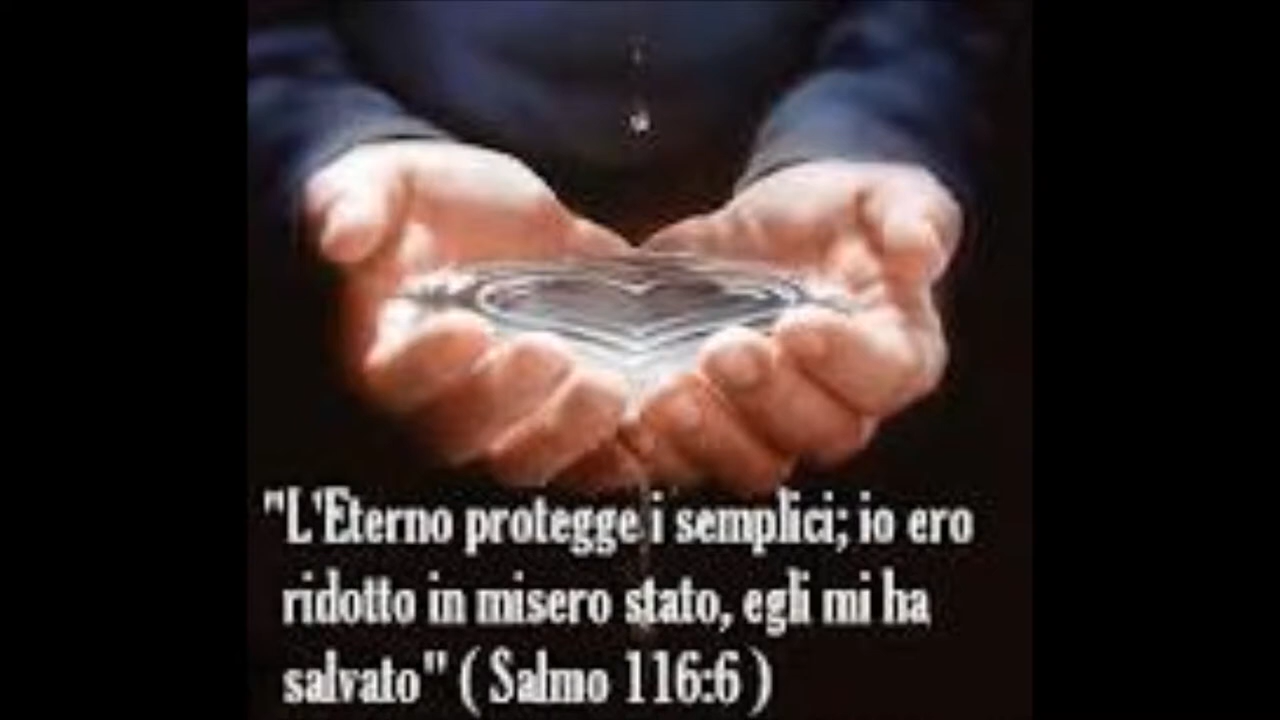 "L'Eterno protegge i semplici; io ero
ridotto in misero stato, egli mi ha
salvato" ( Salmo 116:6 )